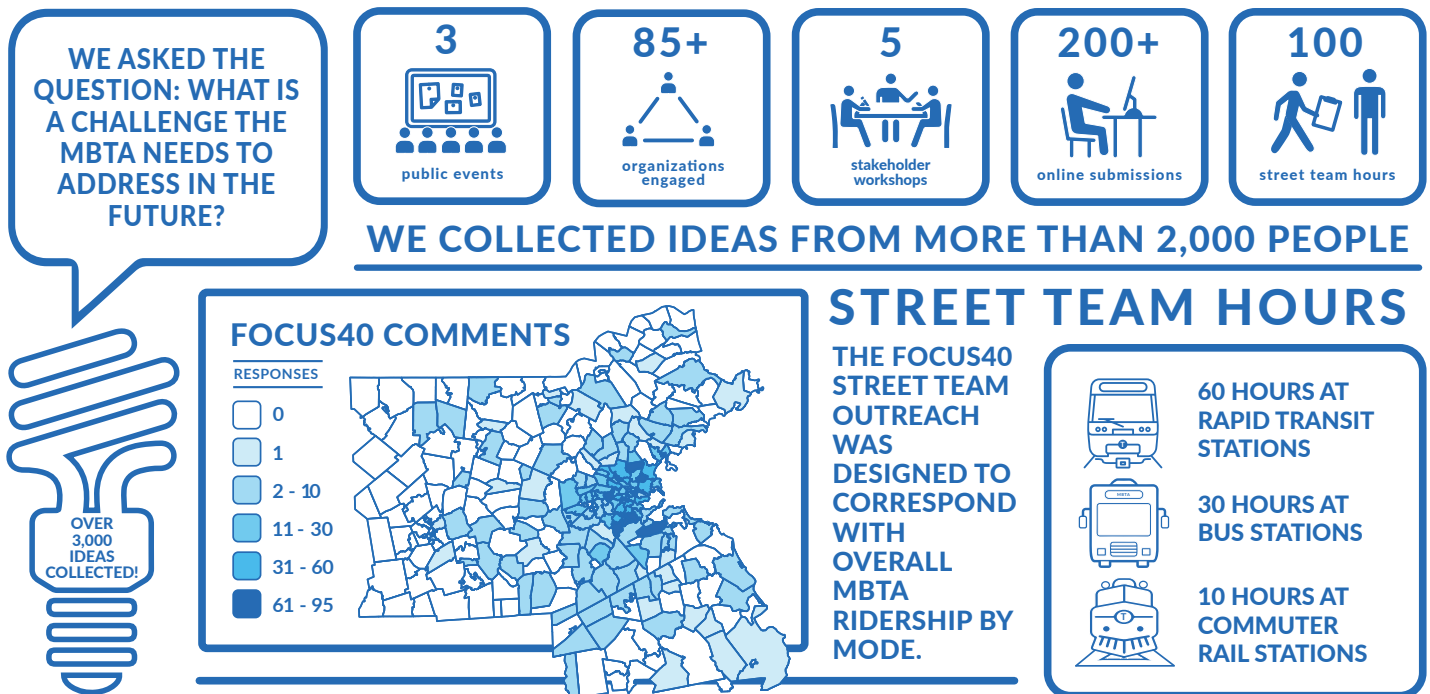 WE ASKED THE
QUESTION: WHAT IS
A CHALLENGE THE
MBTA NEEDS TO
ADDRESS IN THE
FUTURE?
3
public events
85+
organizations
engaged
5
stakeholder
workshops
200+
online submissions
100
street team hours
WE COLLECTED IDEAS FROM MORE THAN 2,000 PEOPLE
OVER
3,000
IDEAS
COLLECTED!
FOCUS40 COMMENTS
RESPONSES
0
1
2 - 10
11 - 30
31 - 60
61 - 95
STREET TEAM HOURS
THE FOCUS40
STREET TEAM
OUTREACH
WAS
DESIGNED TO
CORRESPOND
WITH
OVERALL
MBTA
RIDERSHIP BY
MODE.
T
60 HOURS AT
RAPID TRANSIT
STATIONS
MBTA
30 HOURS AT
BUS STATIONS
T
10 HOURS AT
COMMUTER
RAIL STATIONS